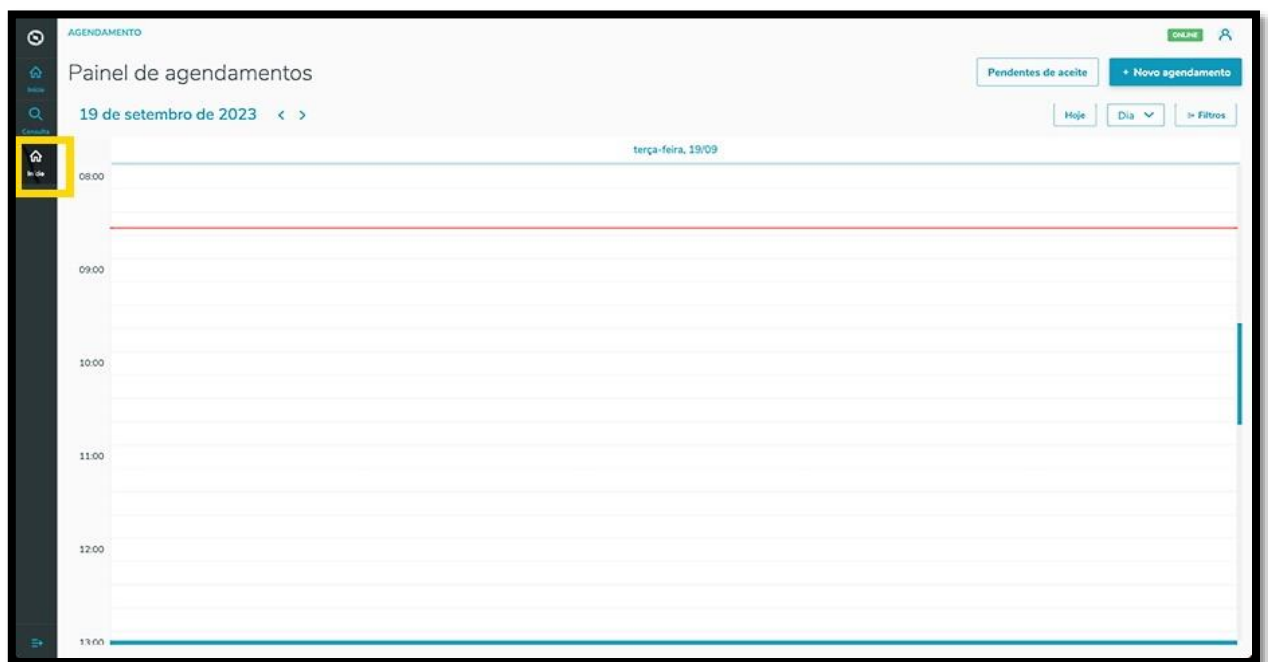 AGENDAMENTO
ONLINE
Painel de agendamentos
Pendentes de aceite
+ Novo agendamento
19 de setembro de 2023 < >
Hoje
Dia
Filtros
Início
Consulta
Início
terça-feira, 19/09
08:00
09:00
10:00
11:00
12:00
13:00